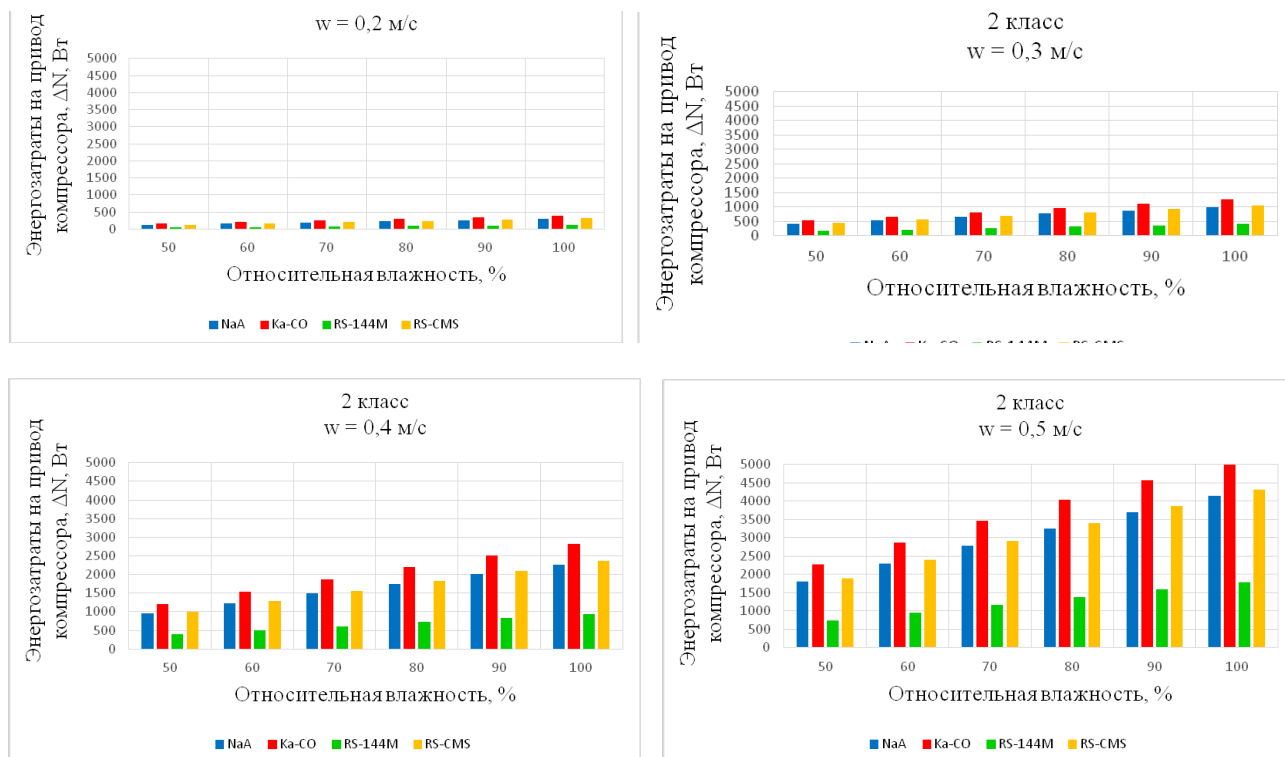 w = 0,2 м/с
Энергозатраты на привод
компрессора, ΔN, Вт
5000
4500
4000
3500
3000
2500
2000
1500
1000
500
0
50 60 70 80 90 100
Относительная влажность, %
NaA Ka-CO RS-144M RS-CMS
2 класс
w = 0,3 м/с
Энергозатраты на привод
компрессора, ΔN, Вт
5000
4500
4000
3500
3000
2500
2000
1500
1000
500
0
50 60 70 80 90 100
Относительная влажность, %
NaA Ka-CO RS-144M RS-CMS
2 класс
w = 0,4 м/с
Энергозатраты на привод
компрессора, ΔN, Вт
5000
4500
4000
3500
3000
2500
2000
1500
1000
500
0
50 60 70 80 90 100
Относительная влажность, %
NaA Ka-CO RS-144M RS-CMS
2 класс
w = 0,5 м/с
Энергозатраты на привод
компрессора, ΔN, Вт
5000
4500
4000
3500
3000
2500
2000
1500
1000
500
0
50 60 70 80 90 100
Относительная влажность, %
NaA Ka-CO RS-144M RS-CMS